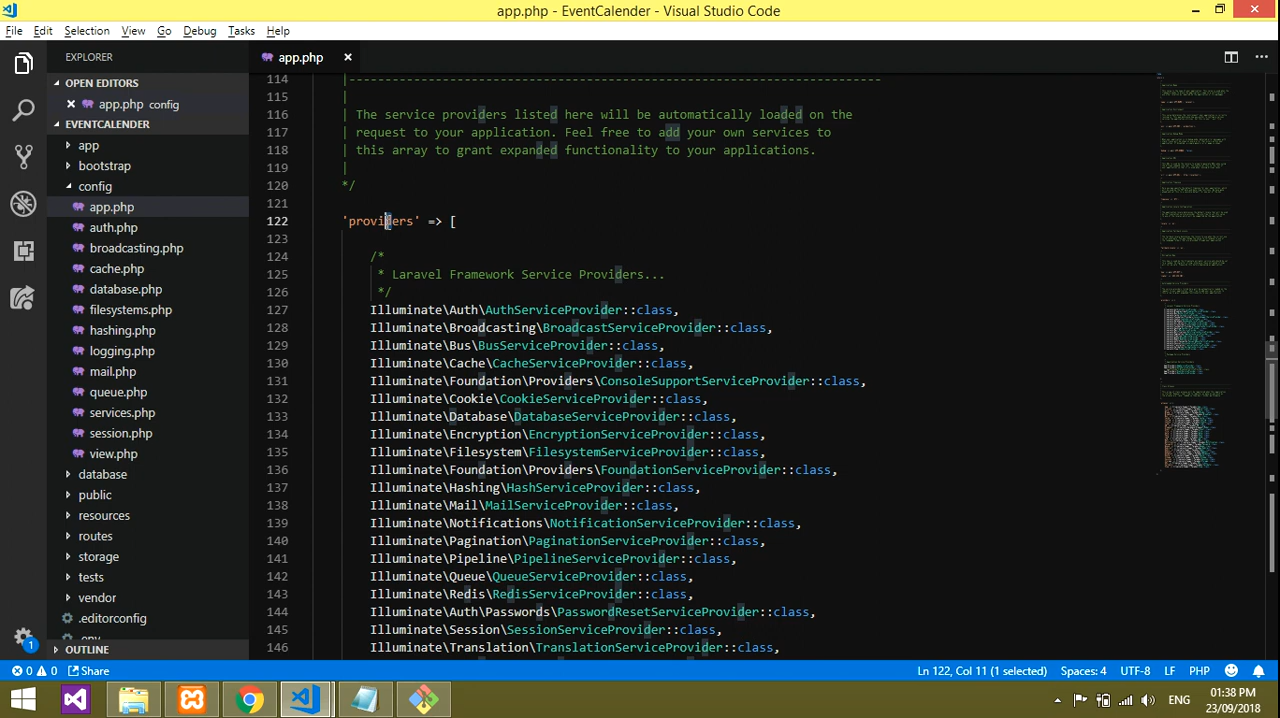 app.php - EventCalender - Visual Studio Code
File Edit Selection View Go Debug Tasks Help
EXPLORER
OPEN EDITORS
app.php config
EVENTCALENDER
app
bootstrap
config
app.php
auth.php
broadcasting.php
cache.php
database.php
filesystems.php
hashing.php
logging.php
mail.php
queue.php
services.php
session.php
view.php
database
public
resources
routes
storage
tests
vendor
.editorconfig
.env
OUTLINE
app.php
114 |-----------------------------------------------------------------------
115 |
116 | The service providers listed here will be automatically loaded on the
117 | request to your application. Feel free to add your own services to
118 | this array to grant expanded functionality to your applications.
119 |
120 */
121
122 'providers' => [
123
124 /*
125 * Laravel Framework Service Providers...
126 */
127 Illuminate\Auth\AuthServiceProvider::class,
128 Illuminate\Broadcasting\BroadcastServiceProvider::class,
129 Illuminate\Bus\BusServiceProvider::class,
130 Illuminate\Cache\CacheServiceProvider::class,
131 Illuminate\Foundation\Providers\ConsoleSupportServiceProvider::class,
132 Illuminate\Cookie\CookieServiceProvider::class,
133 Illuminate\Database\DatabaseServiceProvider::class,
134 Illuminate\Encryption\EncryptionServiceProvider::class,
135 Illuminate\Filesystem\FilesystemServiceProvider::class,
136 Illuminate\Foundation\Providers\FoundationServiceProvider::class,
137 Illuminate\Hashing\HashServiceProvider::class,
138 Illuminate\Mail\MailServiceProvider::class,
139 Illuminate\Notifications\NotificationServiceProvider::class,
140 Illuminate\Pagination\PaginationServiceProvider::class,
141 Illuminate\Pipeline\PipelineServiceProvider::class,
142 Illuminate\Queue\QueueServiceProvider::class,
143 Illuminate\Redis\RedisServiceProvider::class,
144 Illuminate\Auth\Passwords\PasswordResetServiceProvider::class,
145 Illuminate\Session\SessionServiceProvider::class,
146 Illuminate\Translation\TranslationServiceProvider::class,
1
0 0 Share
Ln 122, Col 11 (1 selected) Spaces: 4 UTF-8 LF PHP
ENG
01:38 PM
23/09/2018